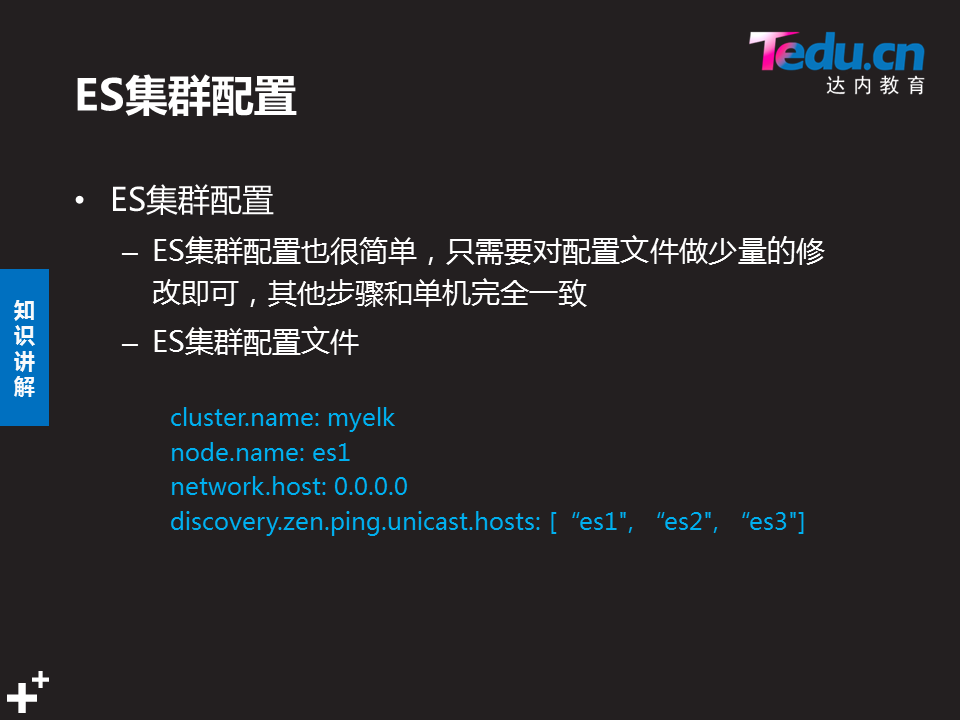 Tedu.cn
达内教育
ES集群配置
• ES集群配置
– ES集群配置也很简单，只需要对配置文件做少量的修
改即可，其他步骤和单机完全一致
– ES集群配置文件
知
识
讲
解
cluster.name: myelk
node.name: es1
network.host: 0.0.0.0
discovery.zen.ping.unicast.hosts: [“es1", “es2", “es3"]